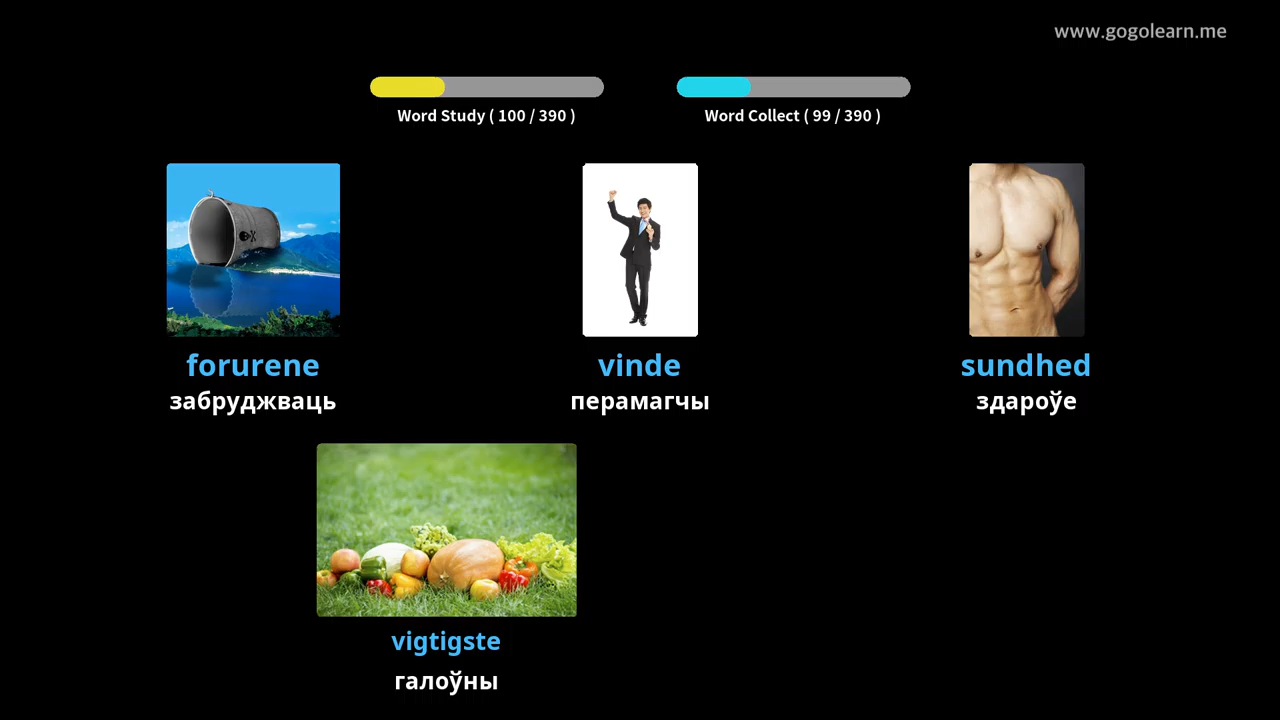 www.gogolearn.me
Word Study ( 100 / 390 )
Word Collect ( 99 / 390 )
forurene
забруджваць
vinde
перамагчы
sundhed
здароўе
vigtigste
галоўны